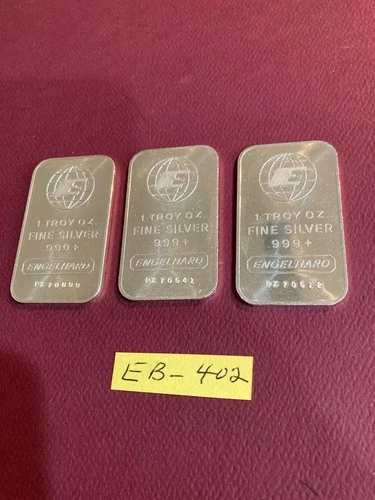 E
1 TROY OZ.
FINE SILVER
999+
ENGELHARD
E
1 TROY OZ.
FINE SILVER
999+
ENGELHARD
E
1 TROY OZ.
FINE SILVER
999+
ENGELHARD
EB-402